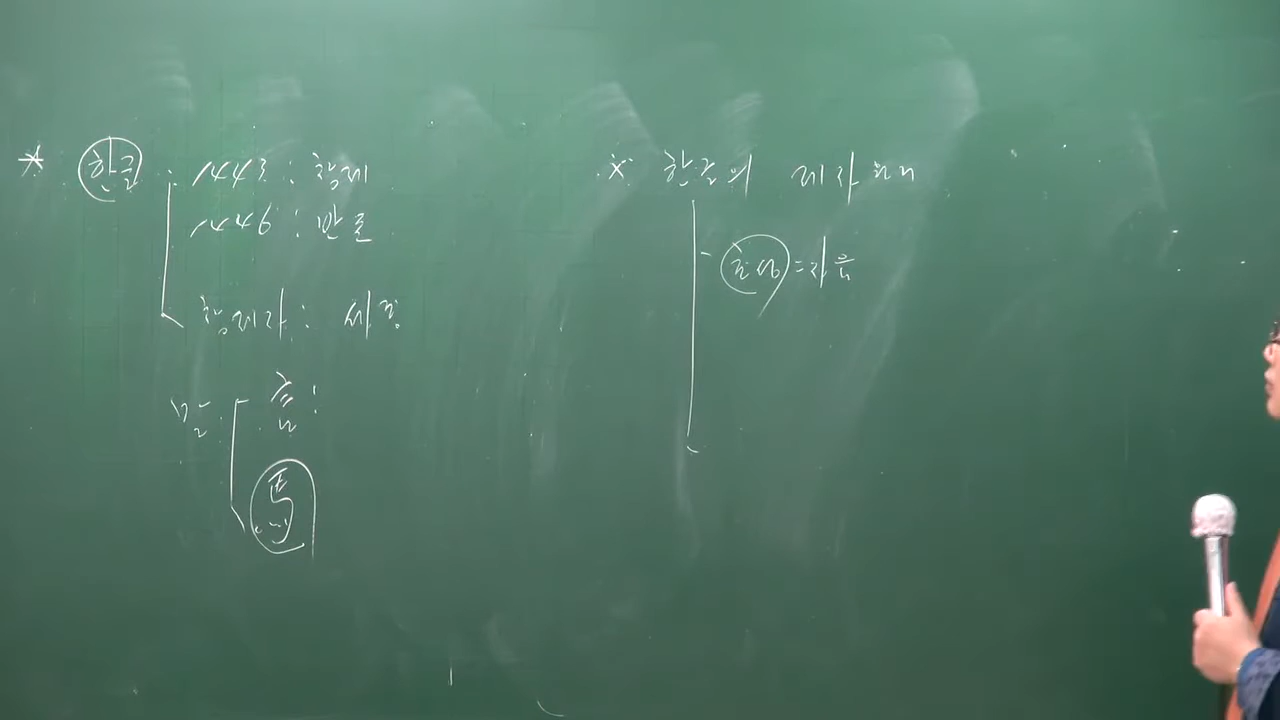 * 한글 : 1443 : 창제
1446 : 반포
창제자 : 세종
말 :
馬
※ 한글의 제자원리
- 초성 = 자음